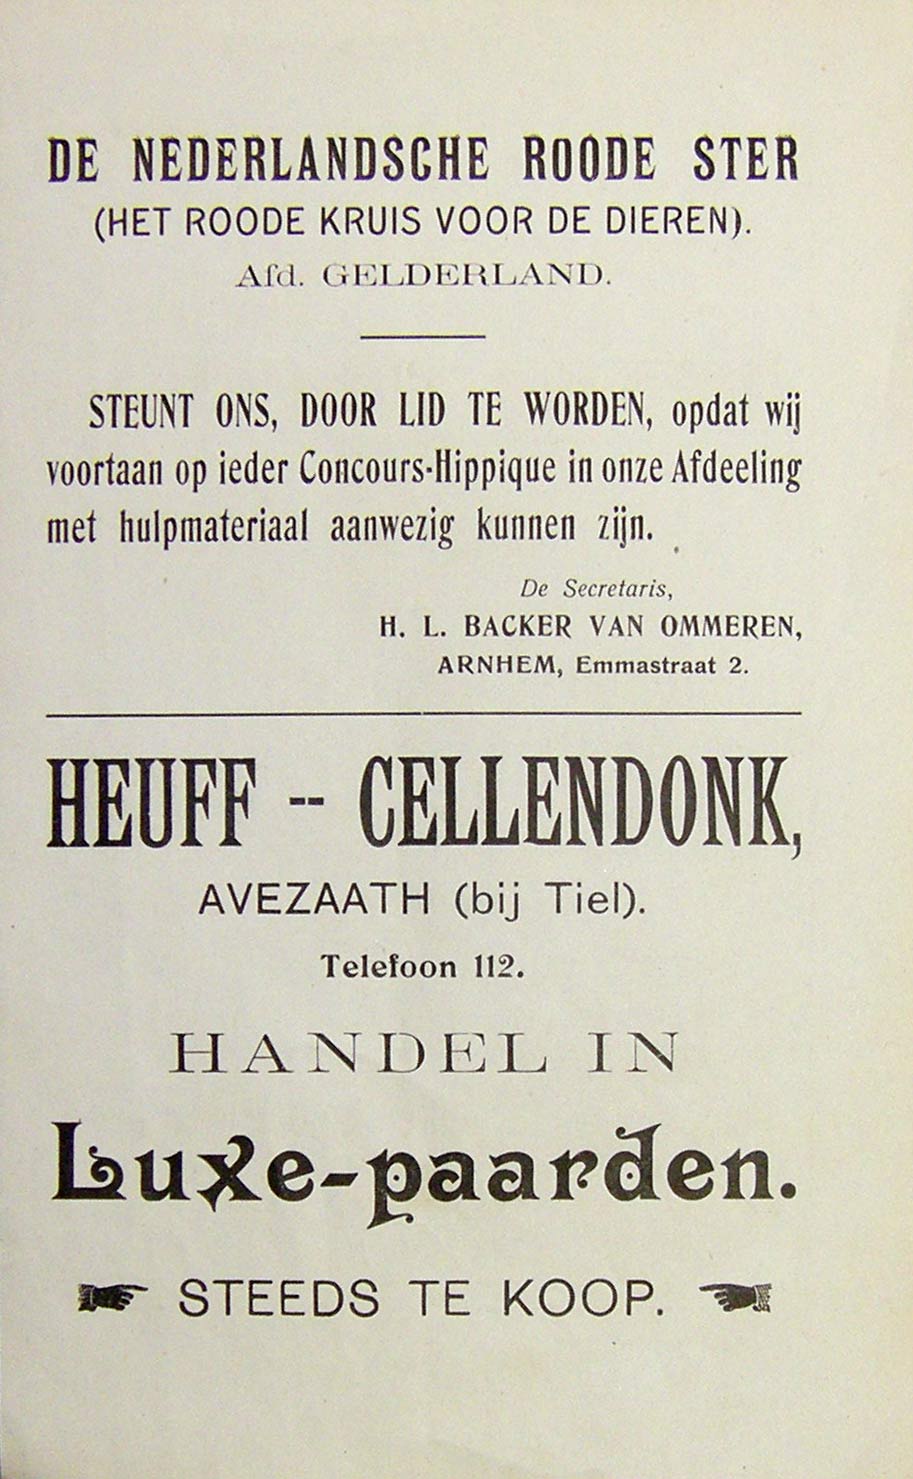 DE NEDERLANDSCHE ROODE STER
(HET ROODE KRUIS VOOR DE DIEREN).
Afd. GELDERLAND.
STEUNT ONS, DOOR LID TE WORDEN, opdat wij
voortaan op ieder Concours-Hippique in onze Afdeeling
met hulpmateriaal aanwezig kunnen zijn.
De Secretaris,
H. L. BACKER VAN OMMEREN,
ARNHEM, Emmastraat 2.
HEUFF -- CELLENDONK,
AVEZAATH (bij Tiel).
Telefoon 112.
HANDEL IN
Luxe-paarden.
STEEDS TE KOOP.